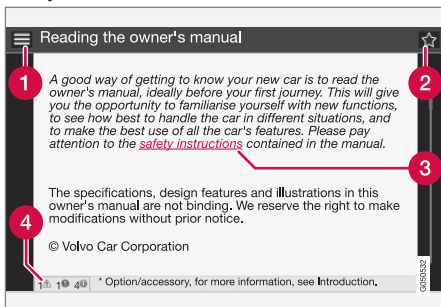 Reading the owner's manual
1
2
A good way of getting to know your new car is to read the
owner's manual, ideally before your first journey. This will give
you the opportunity to familiarise yourself with new functions,
to see how best to handle the car in different situations, and
to make the best use of all the car's features. Please pay
attention to the safety instructions contained in the manual.
3
The specifications, design features and illustrations in this
owner's manual are not binding. We reserve the right to make
modifications without prior notice.
4
© Volvo Car Corporation
1⚠ 1 4 * Option/accessory, for more information, see Introduction.
G050532